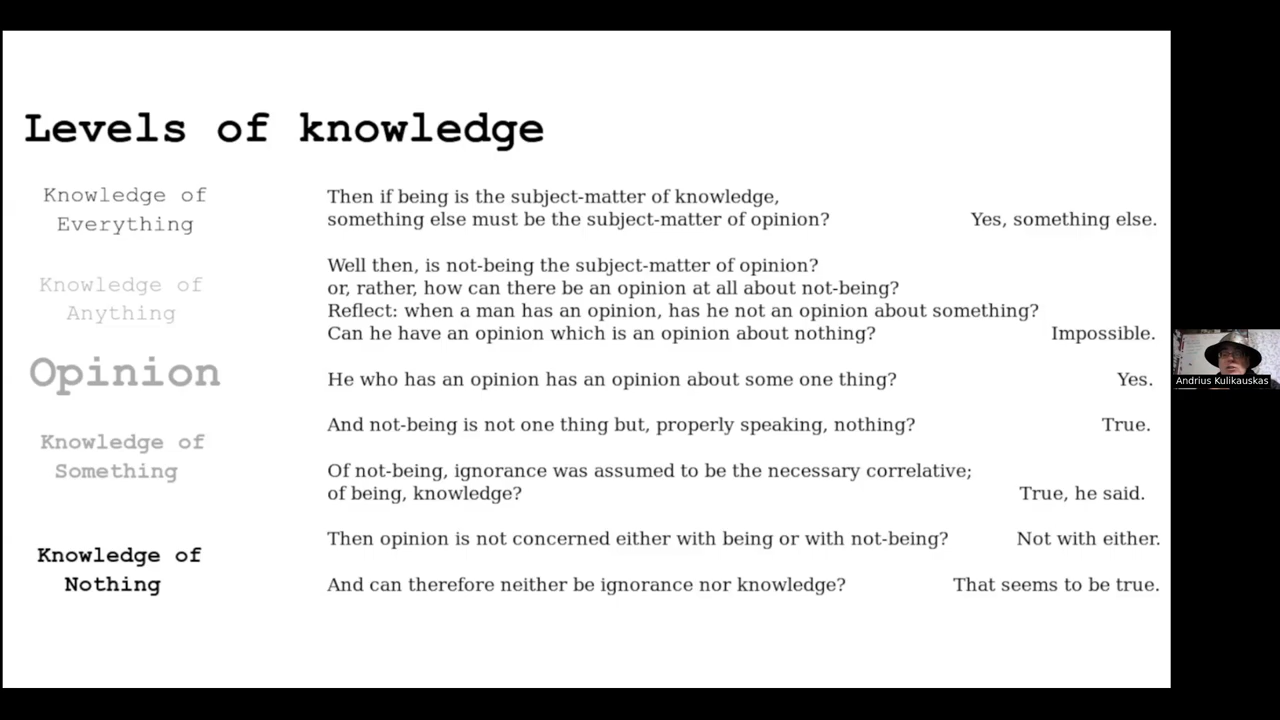 Levels of knowledge
Knowledge of
Everything
Knowledge of
Anything
Opinion
Knowledge of
Something
Knowledge of
Nothing
Then if being is the subject-matter of knowledge,
something else must be the subject-matter of opinion? Yes, something else.
Well then, is not-being the subject-matter of opinion?
or, rather, how can there be an opinion at all about not-being?
Reflect: when a man has an opinion, has he not an opinion about something?
Can he have an opinion which is an opinion about nothing? Impossible.
He who has an opinion has an opinion about some one thing? Yes.
And not-being is not one thing but, properly speaking, nothing? True.
Of not-being, ignorance was assumed to be the necessary correlative;
of being, knowledge? True, he said.
Then opinion is not concerned either with being or with not-being? Not with either.
And can therefore neither be ignorance nor knowledge? That seems to be true.
Andrius Kulikauskas